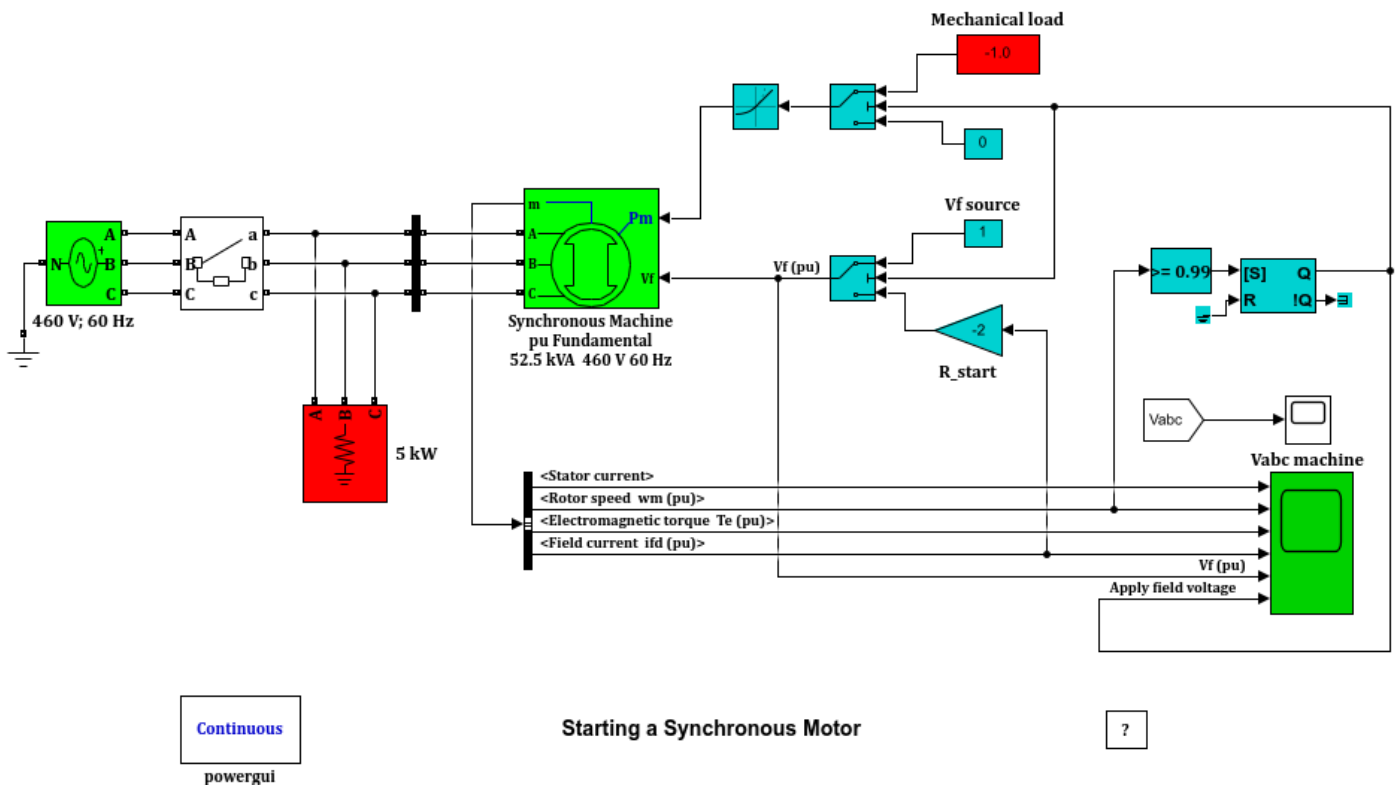 Mechanical load
-1.0
0
Vf source
1
m
Pm
A
B
C
Vf
Vf (pu)
N
A
B
C
A
B
C
a
b
c
460 V; 60 Hz
Synchronous Machine
pu Fundamental
52.5 kVA 460 V 60 Hz
-2
R_start
>= 0.99
[S]
Q
R
!Q
A
B
C
5 kW
Vabc
Vabc machine
<Stator current>
<Rotor speed wm (pu)>
<Electromagnetic torque Te (pu)>
<Field current ifd (pu)>
Vf (pu)
Apply field voltage
Continuous
powergui
Starting a Synchronous Motor
?